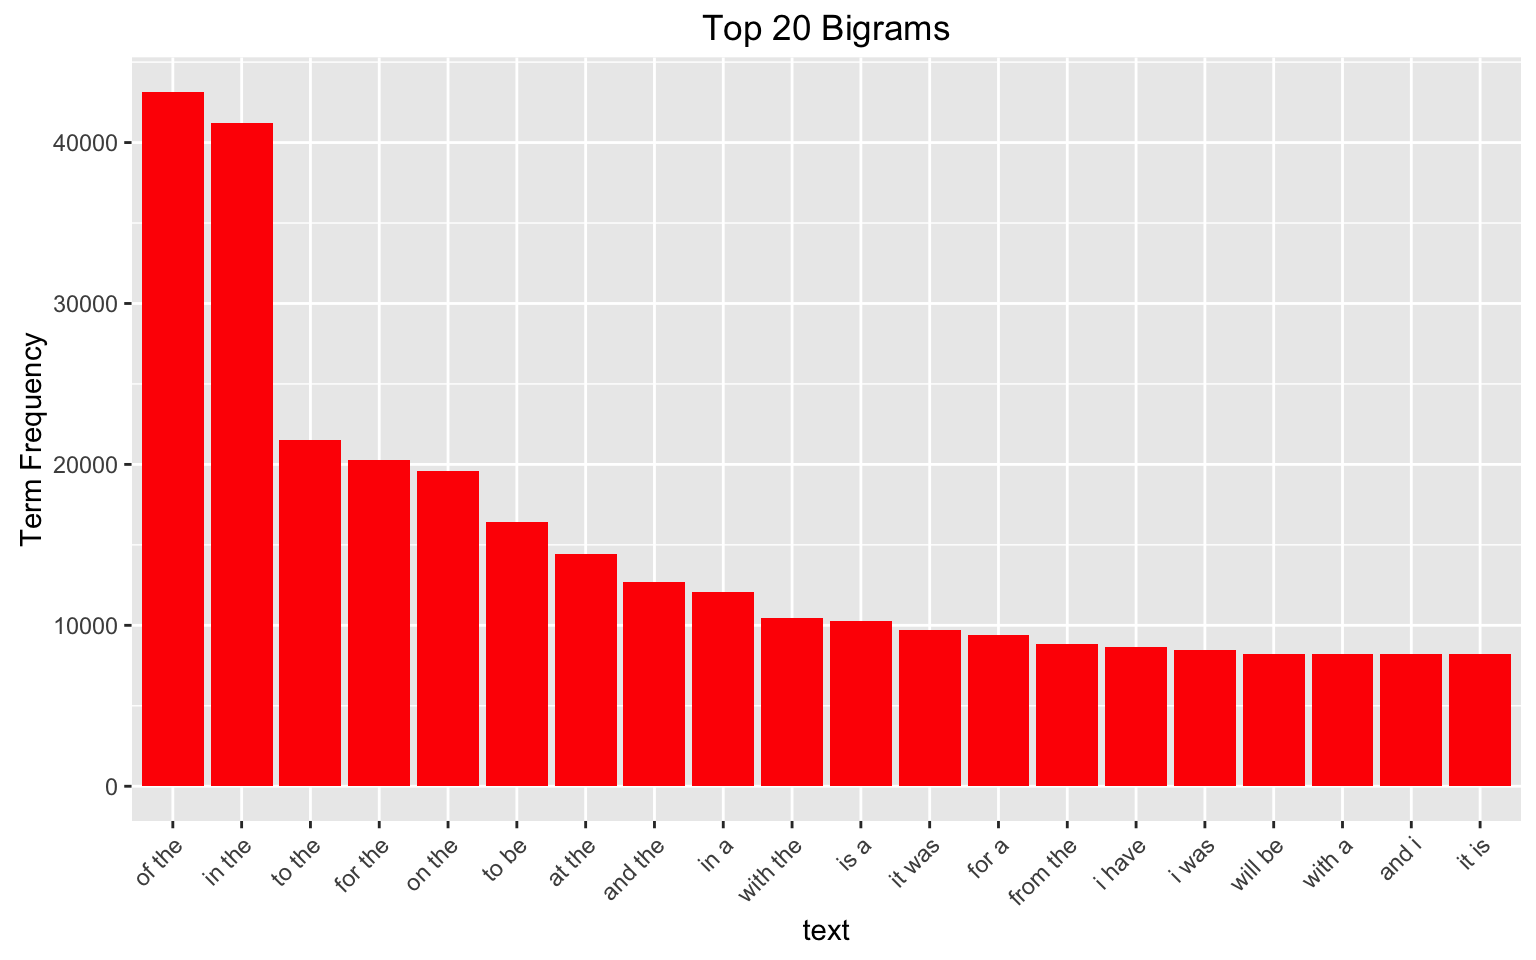 Top 20 Bigrams
Term Frequency
40000
30000
20000
10000
0
of the
in the
to the
for the
on the
to be
at the
and the
in a
with the
is a
it was
for a
from the
i have
i was
will be
with a
and i
it is
text